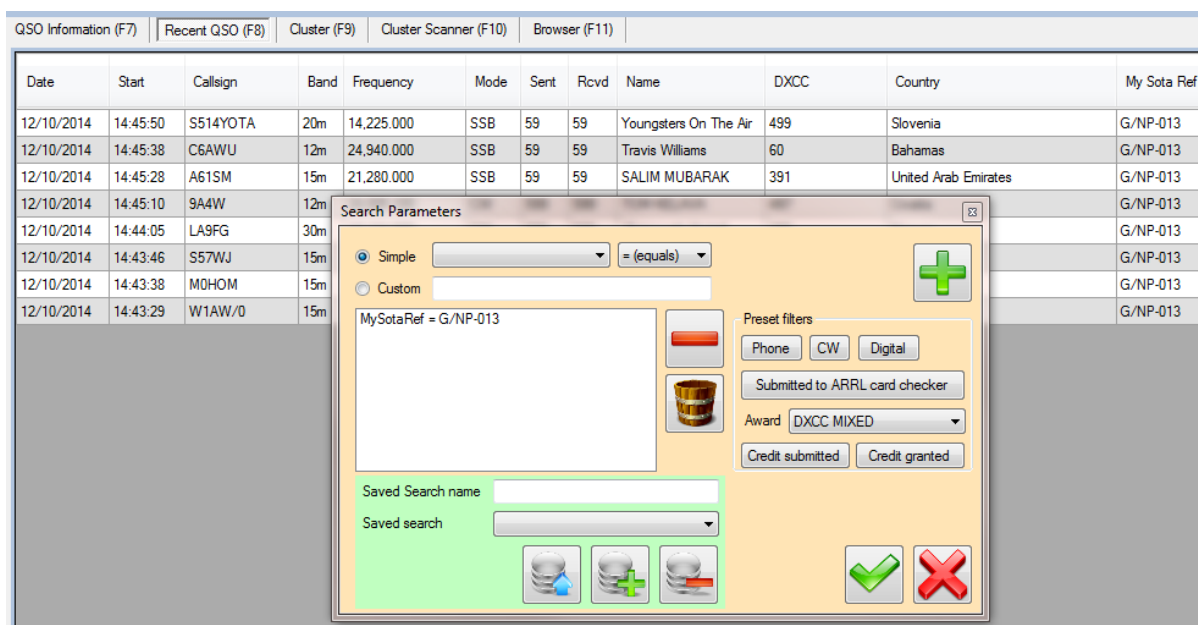 QSO Information (F7) Recent QSO (F8) Cluster (F9) Cluster Scanner (F10) Browser (F11)
Date Start Callsign Band Frequency Mode Sent Rcvd Name DXCC Country My Sota Ref
12/10/2014 14:45:50 S514YOTA 20m 14,225.000 SSB 59 59 Youngsters On The Air 499 Slovenia G/NP-013
12/10/2014 14:45:38 C6AWU 12m 24,940.000 SSB 59 59 Travis Williams 60 Bahamas G/NP-013
12/10/2014 14:45:28 A61SM 15m 21,280.000 SSB 59 59 SALIM MUBARAK 391 United Arab Emirates G/NP-013
12/10/2014 14:45:10 9A4W 12m G/NP-013
12/10/2014 14:44:05 LA9FG 30m G/NP-013
12/10/2014 14:43:46 S57WJ 15m G/NP-013
12/10/2014 14:43:38 M0HOM 15m G/NP-013
12/10/2014 14:43:29 W1AW/0 15m G/NP-013
Search Parameters
Simple = (equals)
Custom
MySotaRef = G/NP-013
Preset filters
Phone CW Digital
Submitted to ARRL card checker
Award DXCC MIXED
Credit submitted Credit granted
Saved Search name
Saved search